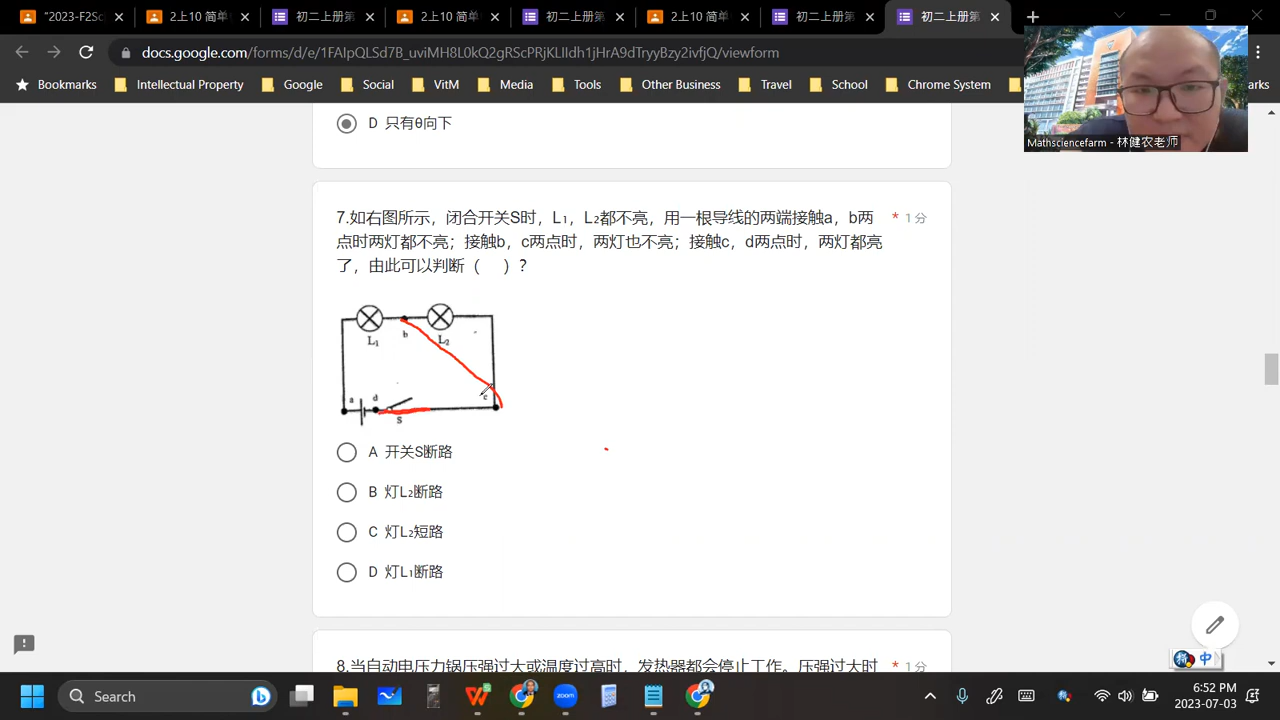 "2023-F2Sc
2上10 简单
初二上册第
2上10 简单
初二上册第
2上10 简单
初二上册第
初二上册第
Bookmarks
Intellectual Property
Google
Tools
Other Business
Travel
School
Chrome System
D 只有θ向下
Mathsciencefarm - 林健农老师
7.如右图所示，闭合开关S时，L₁，L₂都不亮，用一根导线的两端接触a，b两
点时两灯都不亮；接触b，c两点时，两灯也不亮；接触c，d两点时，两灯都亮
了，由此可以判断（ ）?
* 1 分
b
L₁
L₂
a
d
c
S
A 开关S断路
B 灯L₂断路
C 灯L₂短路
D 灯L₁断路
8.当自动电压力锅压强过大或温度过高时，发热器都会停止工作。压强过大时
* 1 分
中
Search
6:52 PM
2023-07-03